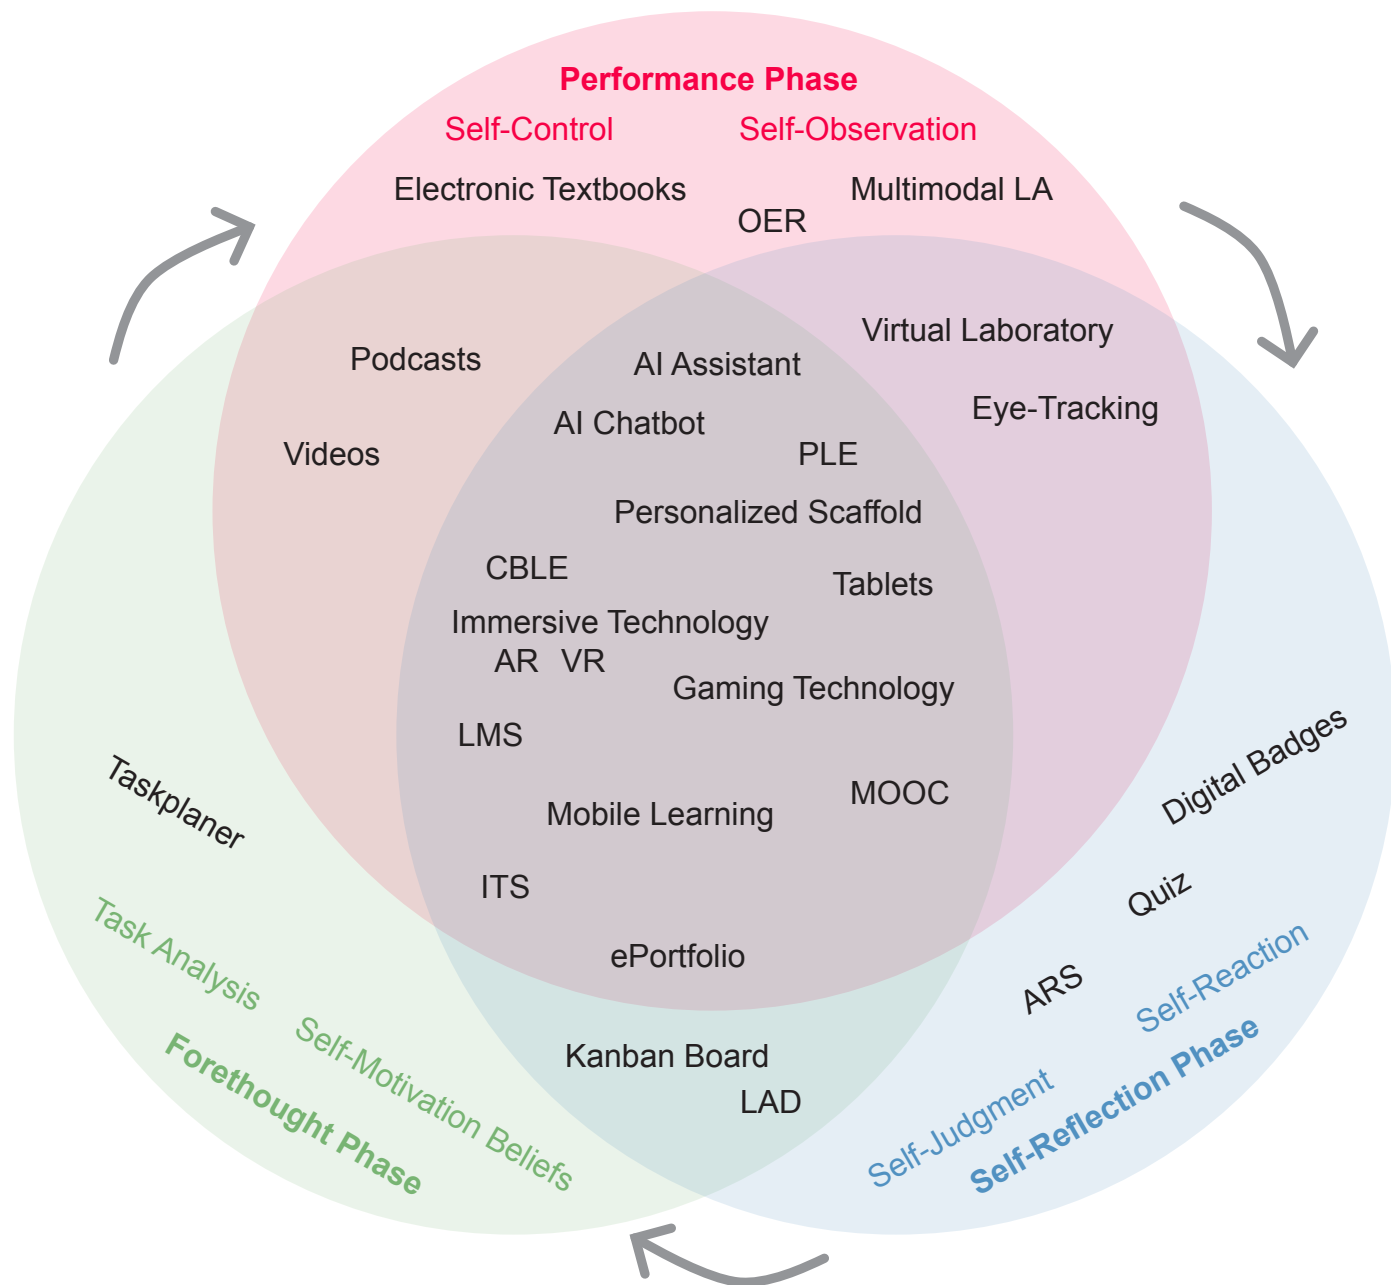 Performance Phase
Self-Control
Self-Observation
Electronic Textbooks
Multimodal LA
OER
Virtual Laboratory
Podcasts
AI Assistant
Eye-Tracking
AI Chatbot
Videos
PLE
Personalized Scaffold
CBLE
Tablets
Immersive Technology
AR VR
Gaming Technology
LMS
Digital Badges
Taskplaner
MOOC
Mobile Learning
ITS
Quiz
Task Analysis
ePortfolio
ARS
Self-Reaction
Kanban Board
LAD
Self-Motivation Beliefs
Forethought Phase
Self-Judgment
Self-Reflection Phase